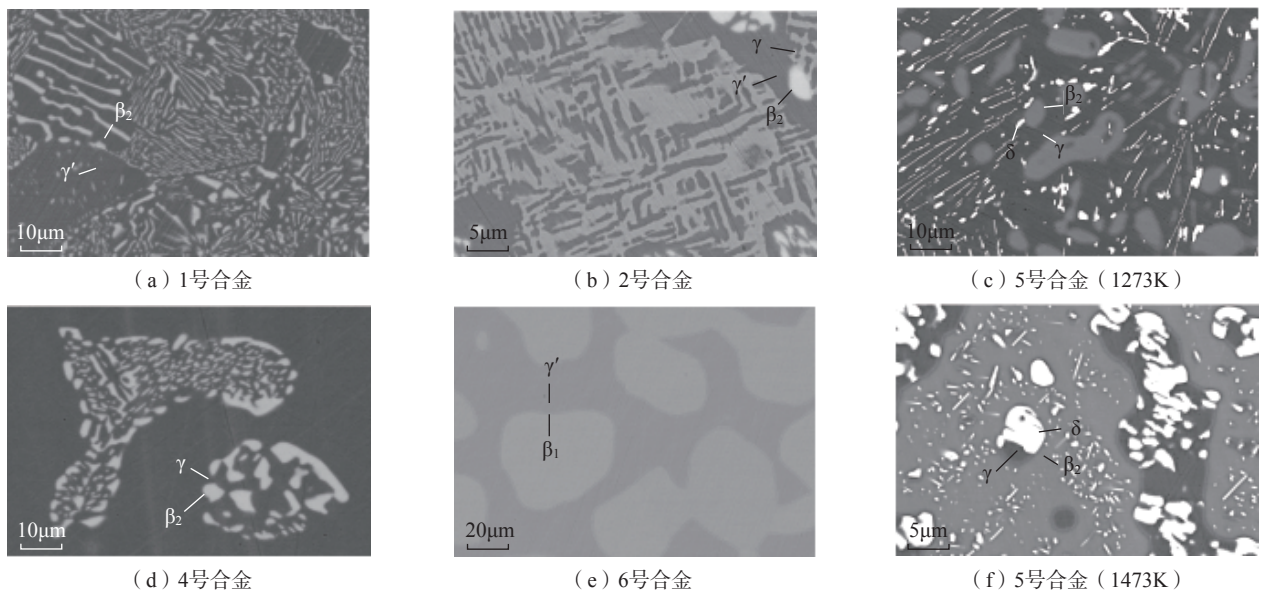 β₂
γ′
10μm
（a）1号合金
γ
γ′
β₂
5μm
（b）2号合金
β₂
δ
γ
10μm
（c）5号合金（1273K）
γ
β₂
10μm
（d）4号合金
γ′
β₁
20μm
（e）6号合金
δ
γ
β₂
5μm
（f）5号合金（1473K）